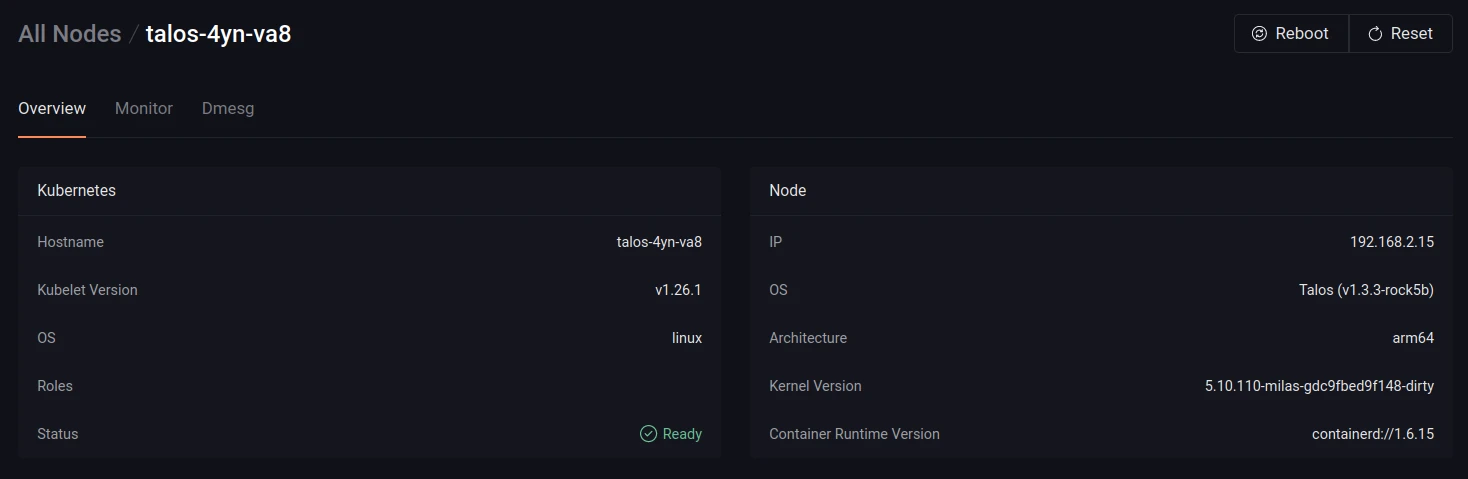 All Nodes / talos-4yn-va8
Reboot
Reset
Overview Monitor Dmesg
Kubernetes
Hostname talos-4yn-va8
Kubelet Version v1.26.1
OS linux
Roles
Status Ready
Node
IP 192.168.2.15
OS Talos (v1.3.3-rock5b)
Architecture arm64
Kernel Version 5.10.110-milas-gdc9fbed9f148-dirty
Container Runtime Version containerd://1.6.15